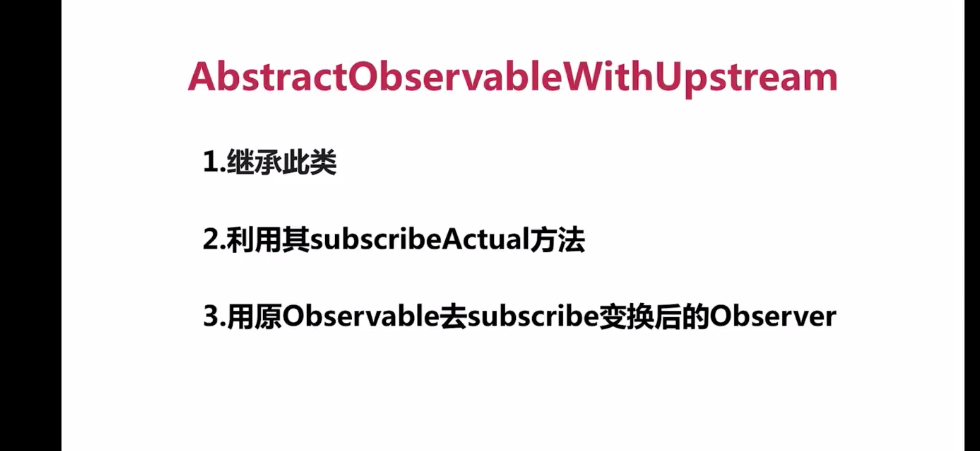 AbstractObservableWithUpstream
1.继承此类
2.利用其subscribeActual方法
3.用原Observable去subscribe变换后的Observer